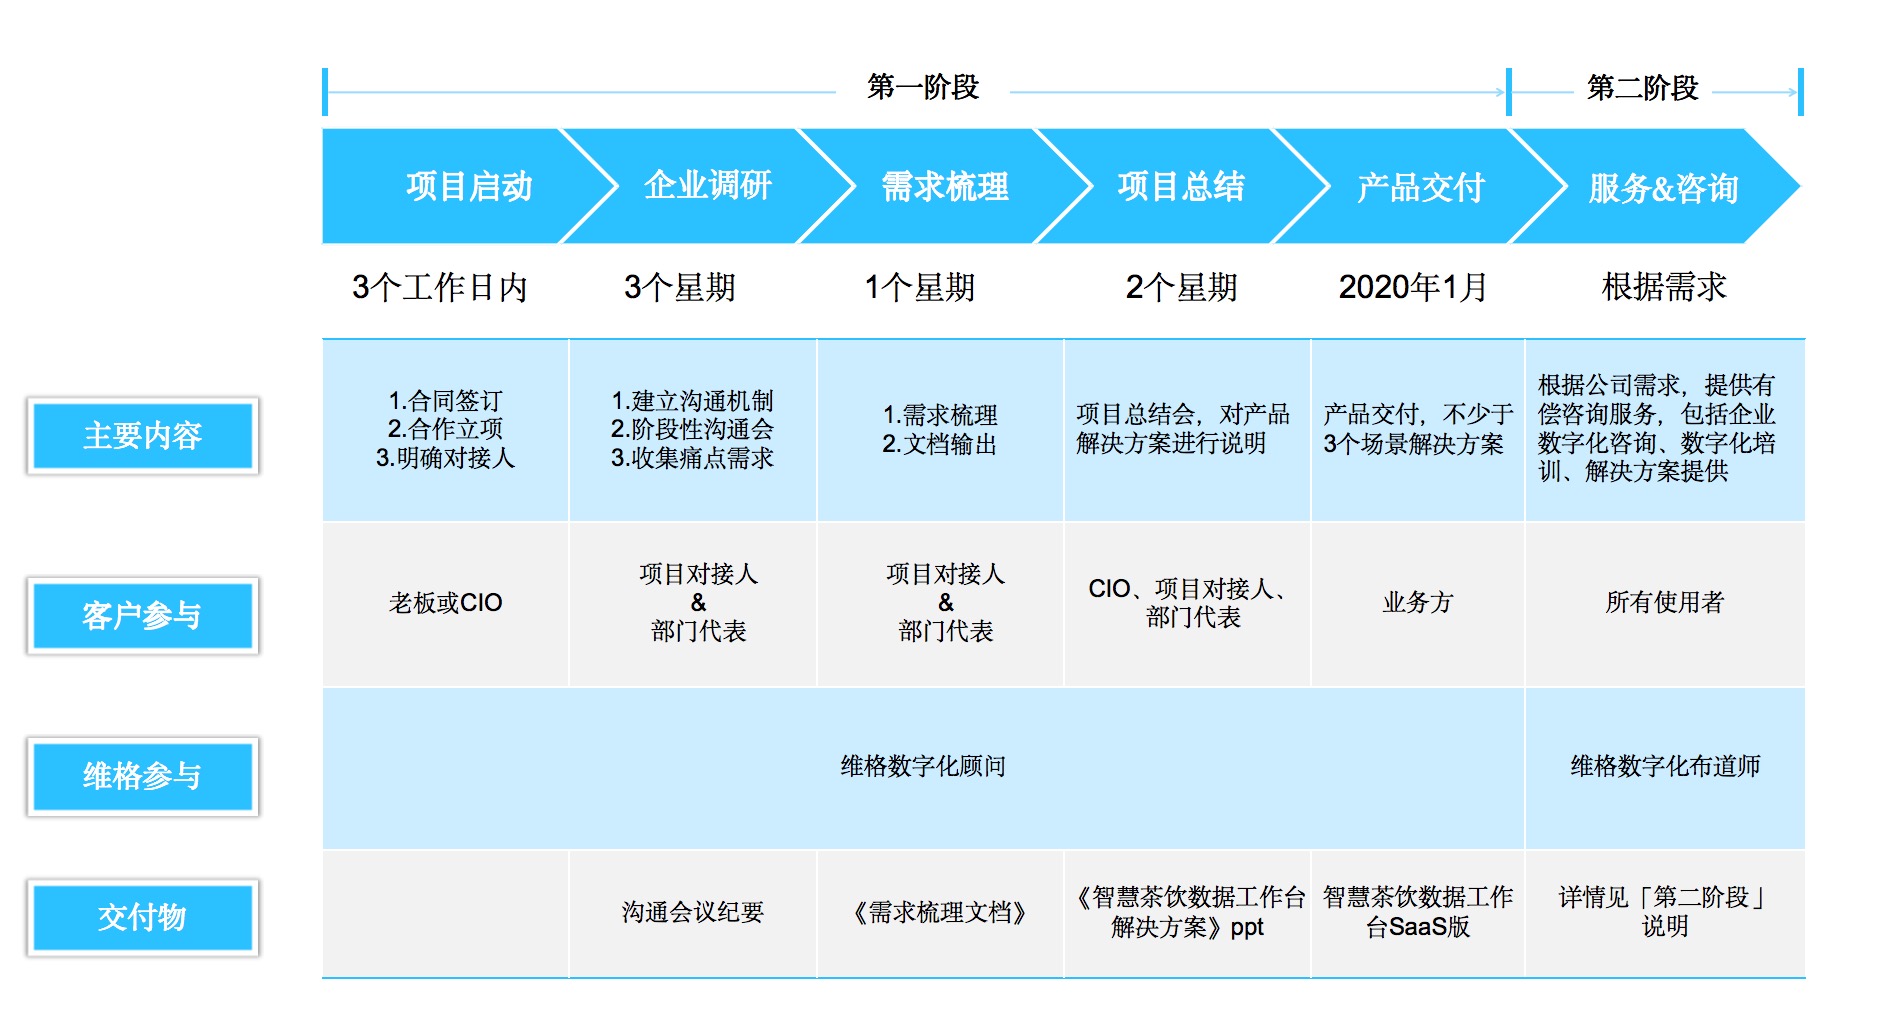 第一阶段
第二阶段
项目启动
企业调研
需求梳理
项目总结
产品交付
服务&咨询
3个工作日内
3个星期
1个星期
2个星期
2020年1月
根据需求
主要内容
1.合同签订
2.合作立项
3.明确对接人
1.建立沟通机制
2.阶段性沟通会
3.收集痛点需求
1.需求梳理
2.文档输出
项目总结会，对产品
解决方案进行说明
产品交付，不少于
3个场景解决方案
根据公司需求，提供有
偿咨询服务，包括企业
数字化咨询、数字化培
训、解决方案提供
客户参与
老板或CIO
项目对接人
&
部门代表
项目对接人
&
部门代表
CIO、项目对接人、
部门代表
业务方
所有使用者
维格参与
维格数字化顾问
维格数字化布道师
交付物
沟通会议纪要
《需求梳理文档》
《智慧茶饮数据工作台
解决方案》ppt
智慧茶饮数据工作
台SaaS版
详情见「第二阶段」
说明